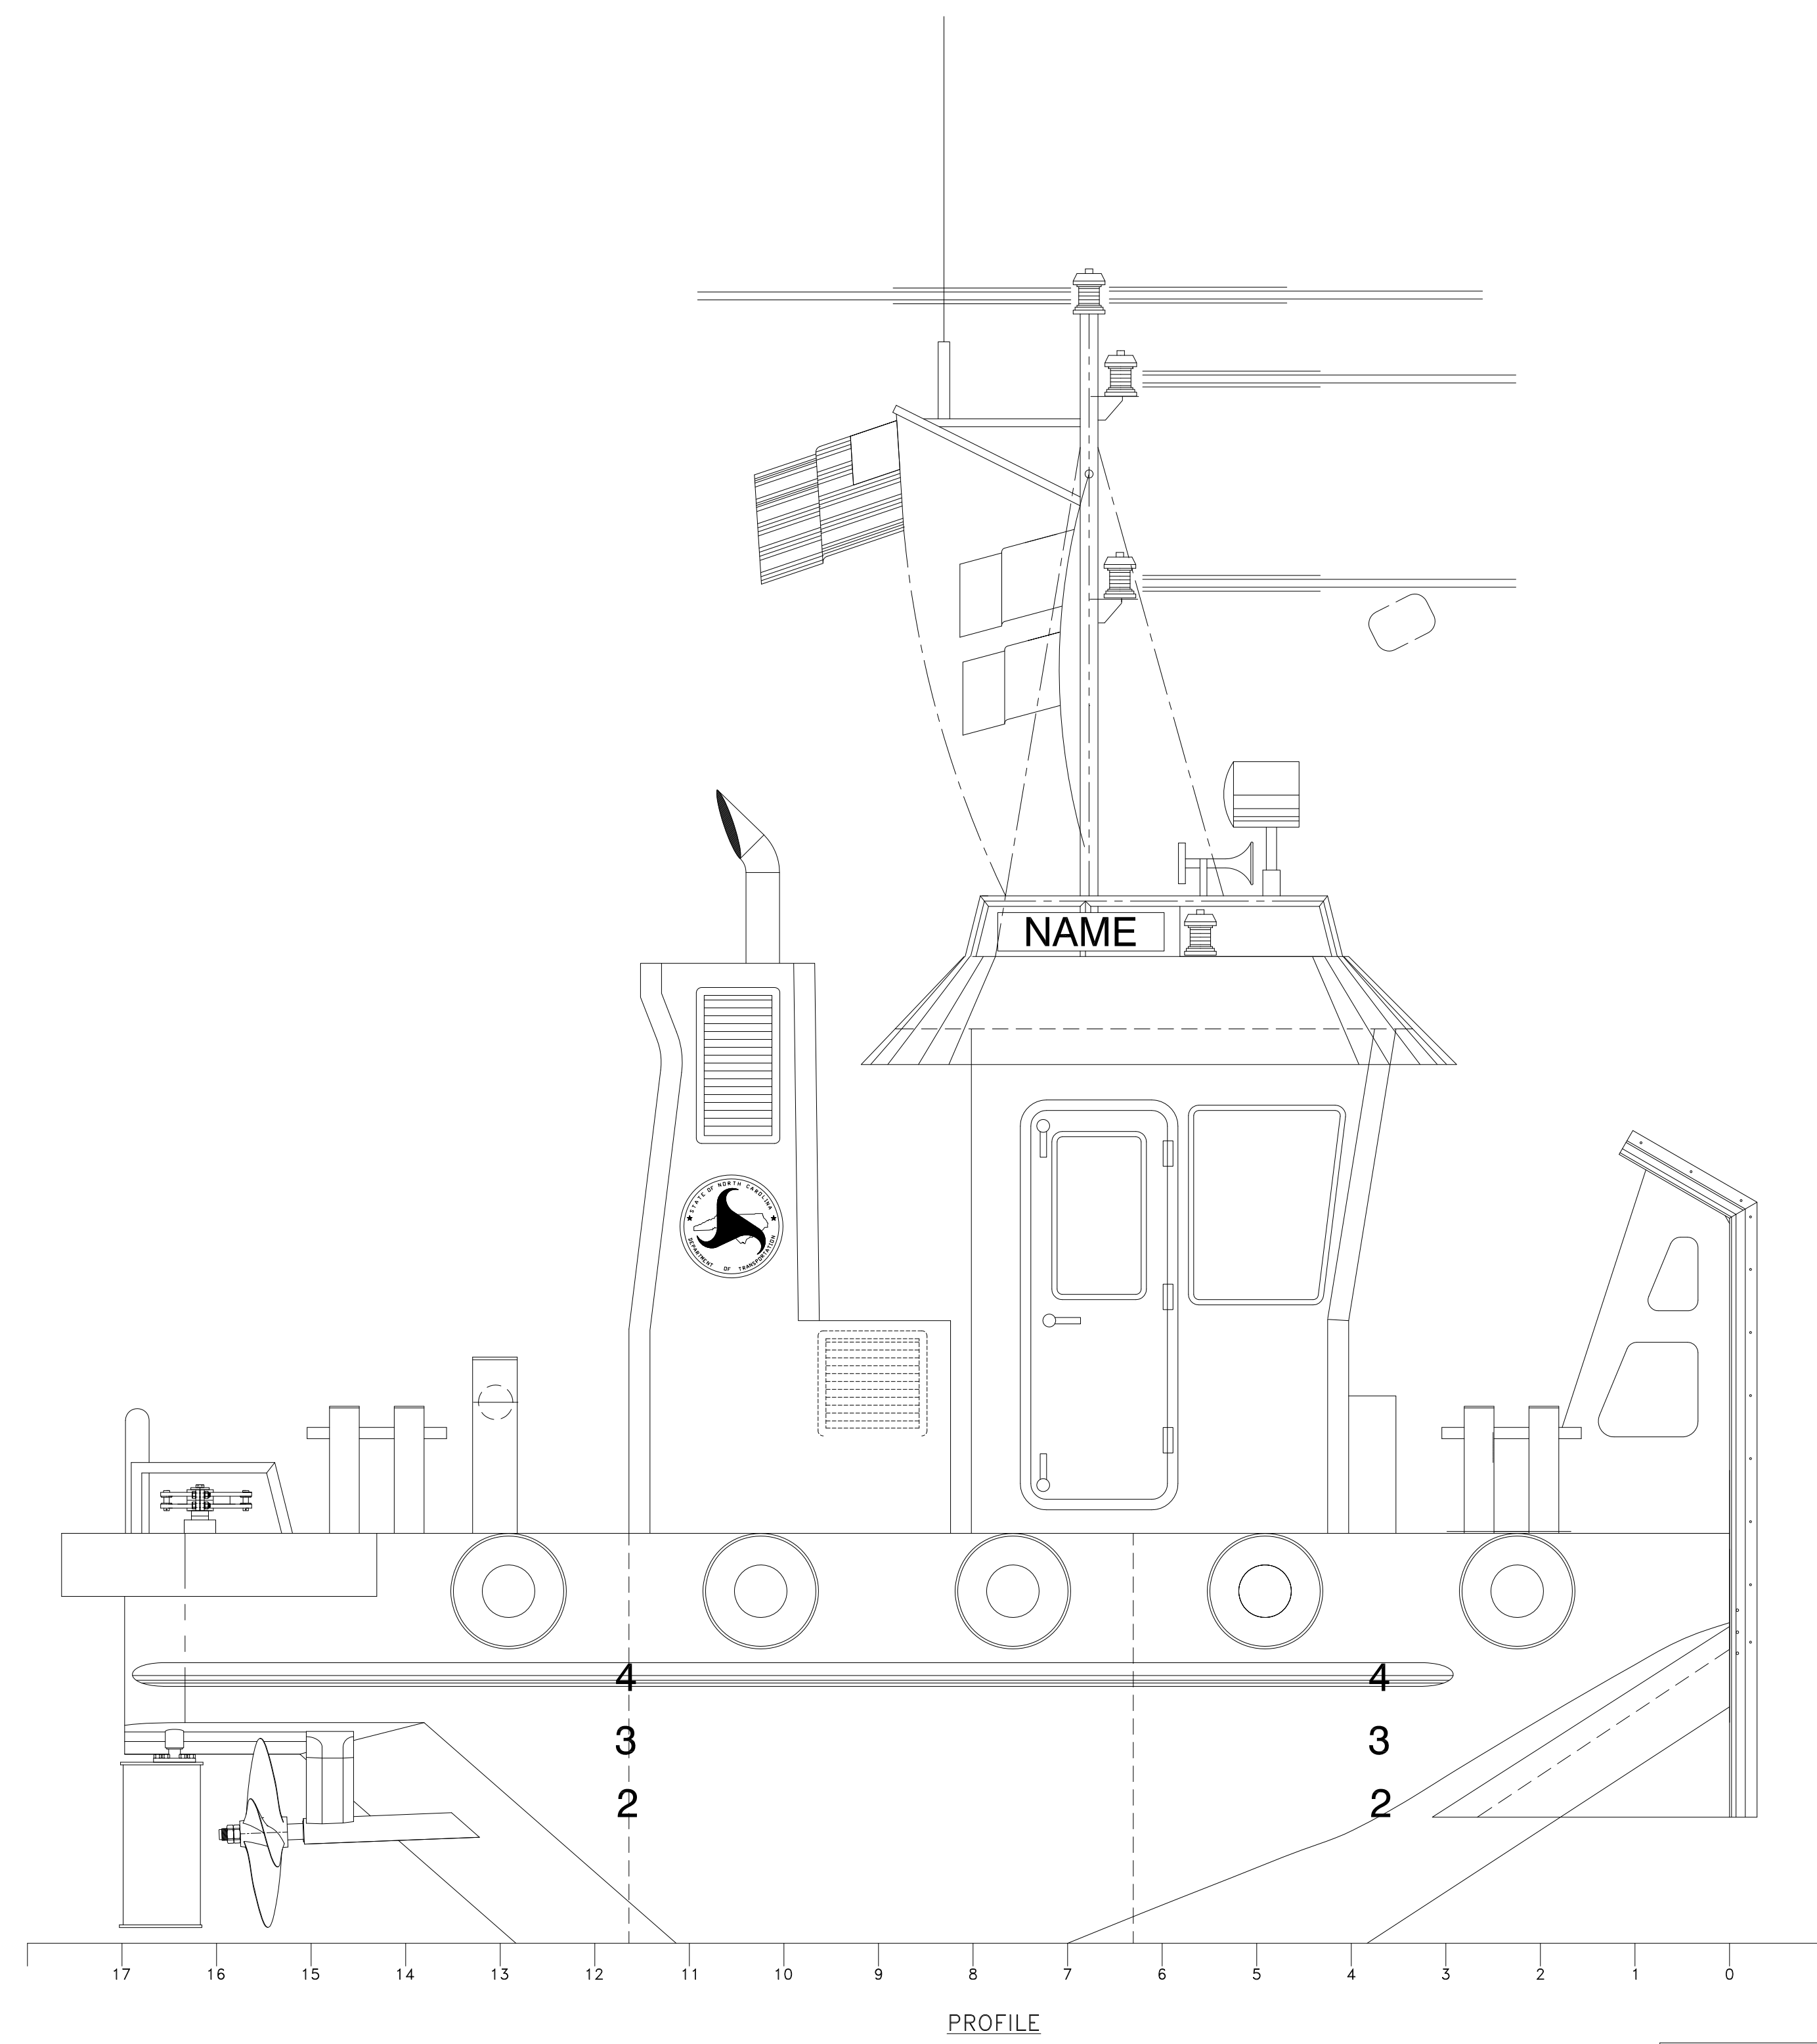 NAME
STATE OF NORTH CAROLINA
DEPARTMENT OF TRANSPORTATION
4 4
3 3
2 2
17 16 15 14 13 12 11 10 9 8 7 6 5 4 3 2 1 0
PROFILE